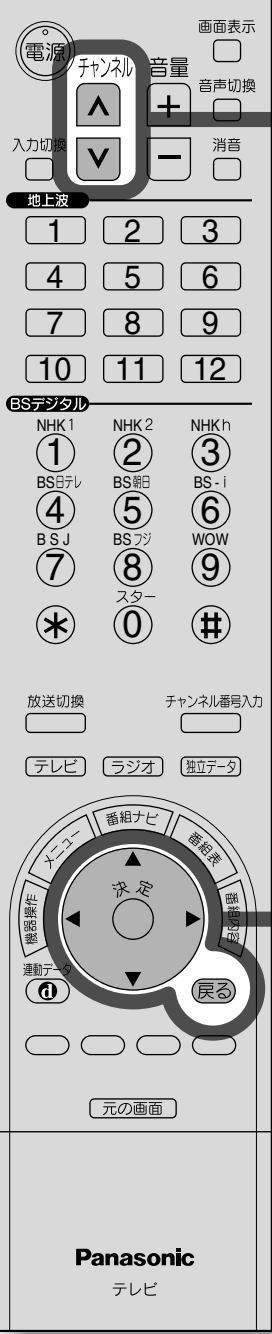 画面表示
電源
チャンネル 音量
音声切換
∧ +
入力切換
消音
∨ −
地上波
1 2 3
4 5 6
7 8 9
10 11 12
BSデジタル
NHK1 NHK2 NHKh
1 2 3
BS日テレ BS朝日 BS-i
4 5 6
BSJ BSフジ WOW
7 8 9
スター
* 0 #
放送切換 チャンネル番号入力
テレビ ラジオ 独立データ
番組ナビ
メニュー 番組表
機器操作 決定 番組内容
連動データ
d 戻る
元の画面
Panasonic
テレビ